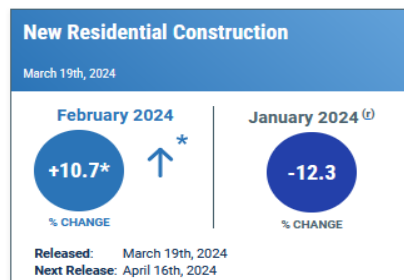 New Residential Construction
March 19th, 2024
February 2024
+10.7*
*
% CHANGE
January 2024 (r)
-12.3
% CHANGE
Released: March 19th, 2024
Next Release: April 16th, 2024